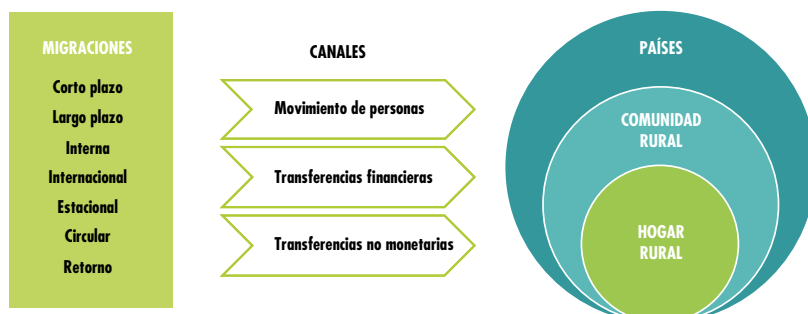 MIGRACIONES
Corto plazo
Largo plazo
Interna
Internacional
Estacional
Circular
Retorno
CANALES
Movimiento de personas
Transferencias financieras
Transferencias no monetarias
PAÍSES
COMUNIDAD
RURAL
HOGAR
RURAL